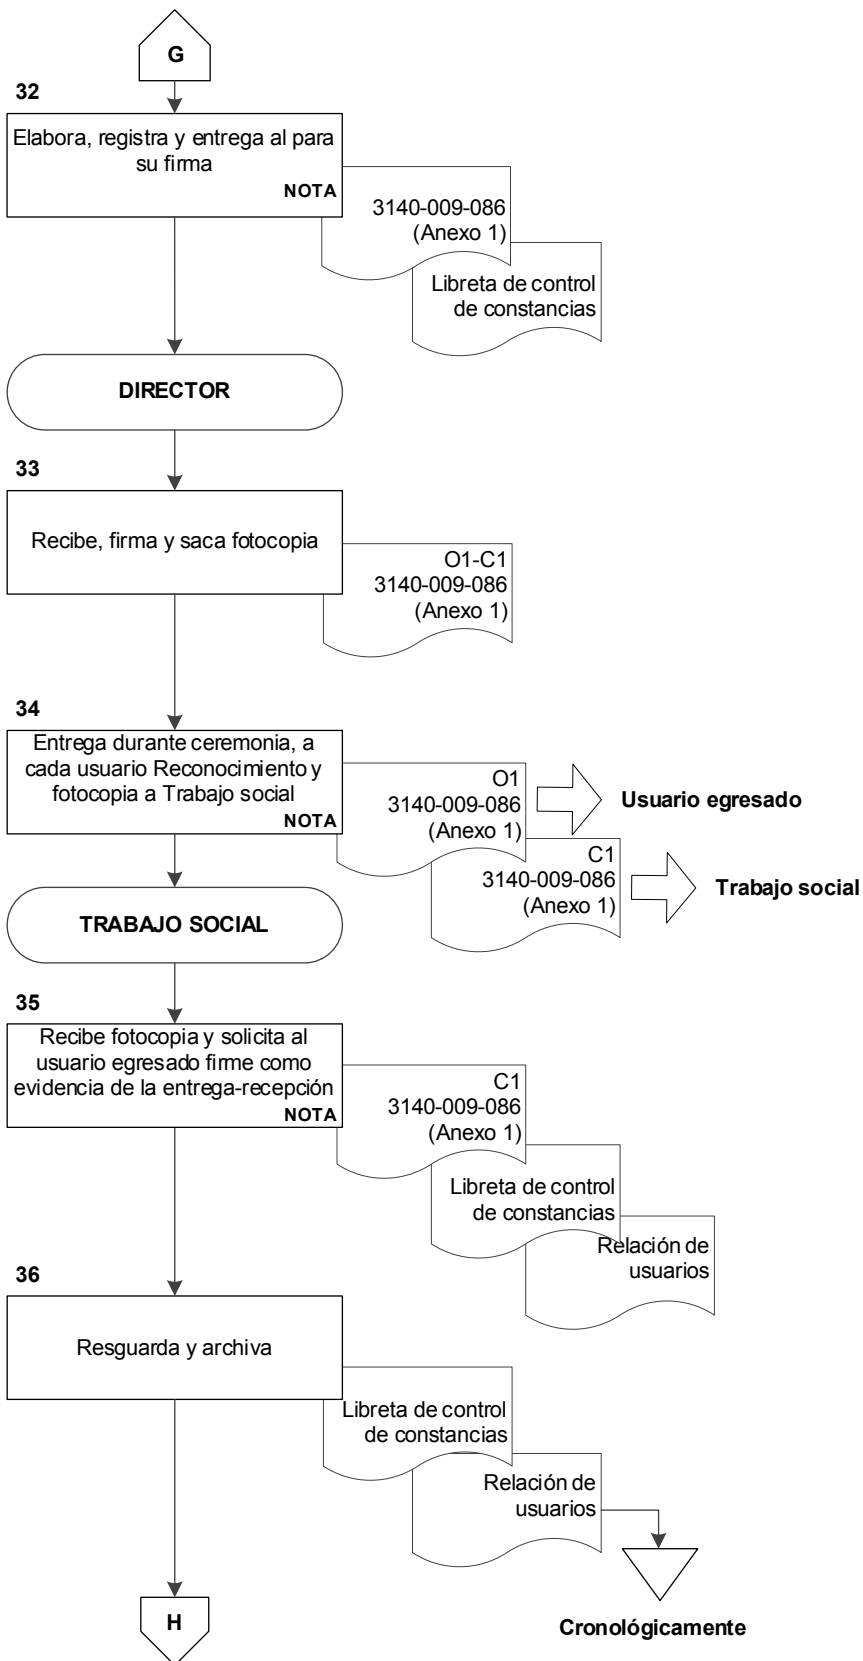 G
32
Elabora, registra y entrega al para
su firma
NOTA
3140-009-086
(Anexo 1)
Libreta de control
de constancias
DIRECTOR
33
Recibe, firma y saca fotocopia
O1-C1
3140-009-086
(Anexo 1)
34
Entrega durante ceremonia, a
cada usuario Reconocimiento y
fotocopia a Trabajo social
NOTA
O1
3140-009-086
(Anexo 1)
Usuario egresado
C1
3140-009-086
(Anexo 1)
Trabajo social
TRABAJO SOCIAL
35
Recibe fotocopia y solicita al
usuario egresado firme como
evidencia de la entrega-recepción
NOTA
C1
3140-009-086
(Anexo 1)
Libreta de control
de constancias
Relación de
usuarios
36
Resguarda y archiva
Libreta de control
de constancias
Relación de
usuarios
Cronológicamente
H